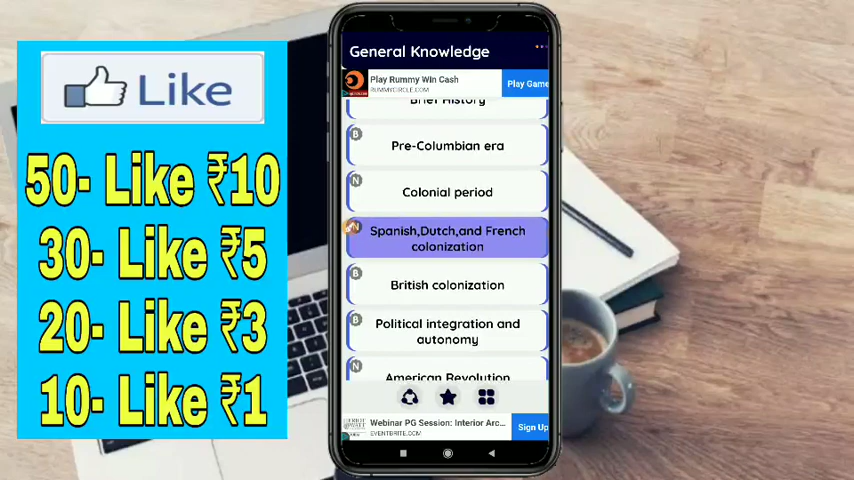 Like
50- Like ₹10
30- Like ₹5
20- Like ₹3
10- Like ₹1
General Knowledge
Play Rummy Win Cash
RUMMYCIRCLE.COM
Play Game
Brief History
B
Pre-Columbian era
N
Colonial period
N
Spanish,Dutch,and French
colonization
B
British colonization
B
Political integration and
autonomy
N
American Revolution
Webinar PG Session: Interior Arc...
EVENTBRITE.COM
Sign Up